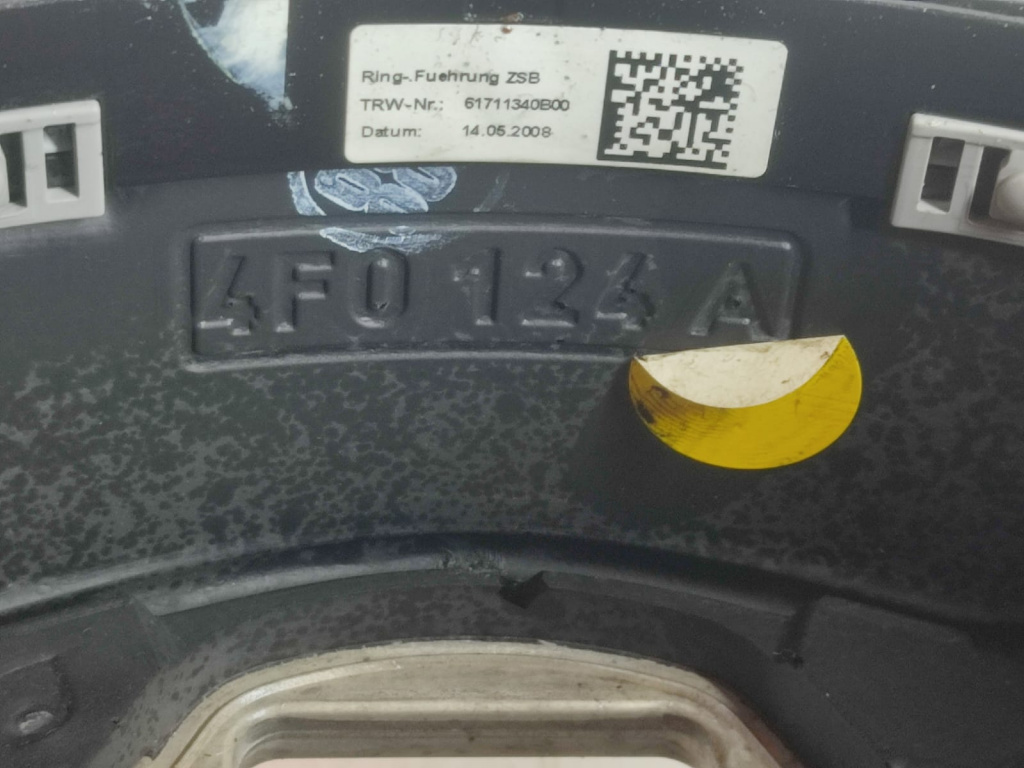 Ring-Fuehrung ZSB
TRW-Nr.: 61711340B00
Datum: 14.05.2008
4F0 124 A